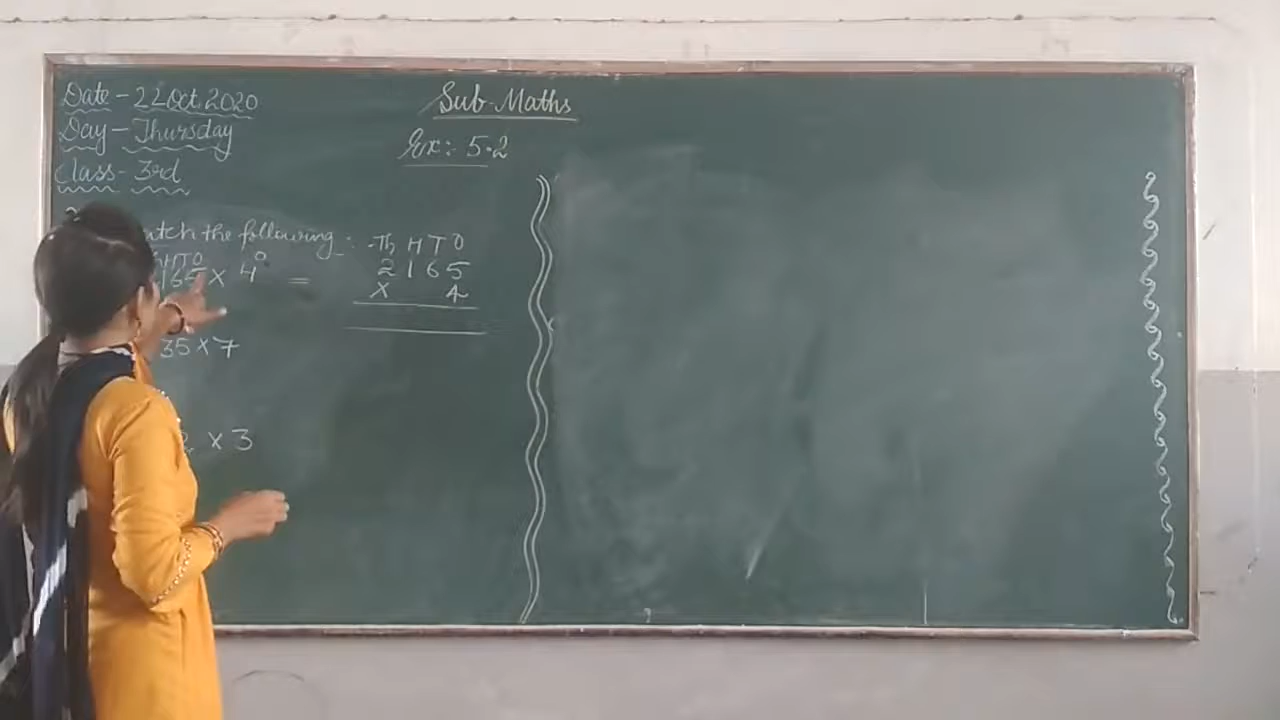 Date - 22 Oct. 2020
Day - Thursday
Class - 3rd
Sub - Maths
Ex :- 5.2
the following :-
HTO O
165 x 4 =
35 x 7
2 x 3
Th H T O
2 1 6 5
x 4